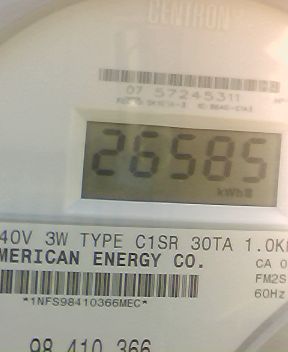 CENTRON
07 57245311
26585
kWh
40V 3W TYPE C1SR 30TA 1.0K
MERICAN ENERGY CO.
CA 0
FM2S
60Hz
*1NFS98410366MEC*
98 410 366